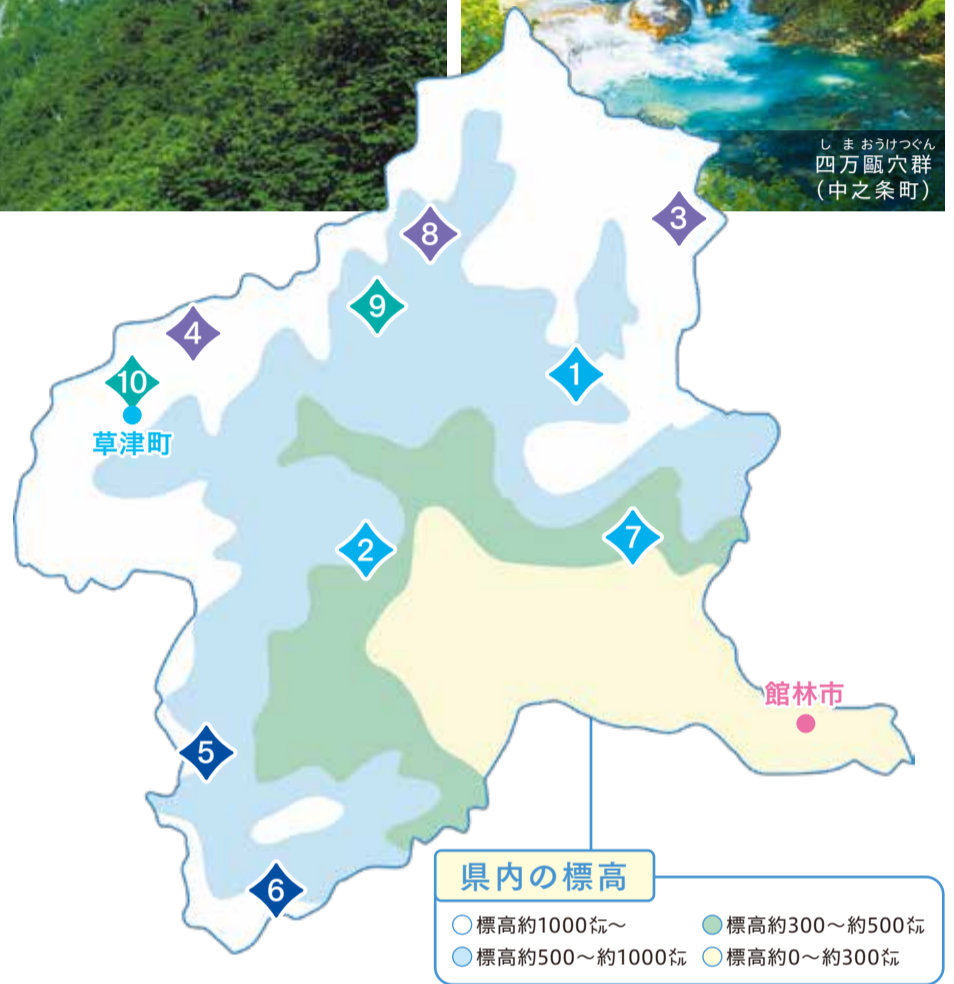 しまおうけつぐん
四万甌穴群
(中之条町)
3
8
9
4
1
10
草津町
2
7
館林市
5
6
県内の標高
標高約1000㍍～
標高約300～約500㍍
標高約500～約1000㍍
標高約0～約300㍍